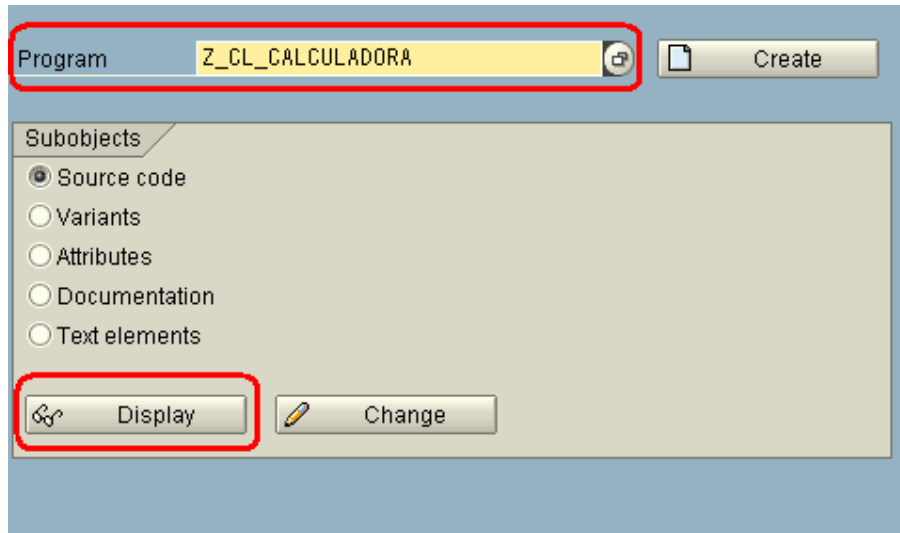 Program Z_CL_CALCULADORA Create
Subobjects
Source code
Variants
Attributes
Documentation
Text elements
Display Change